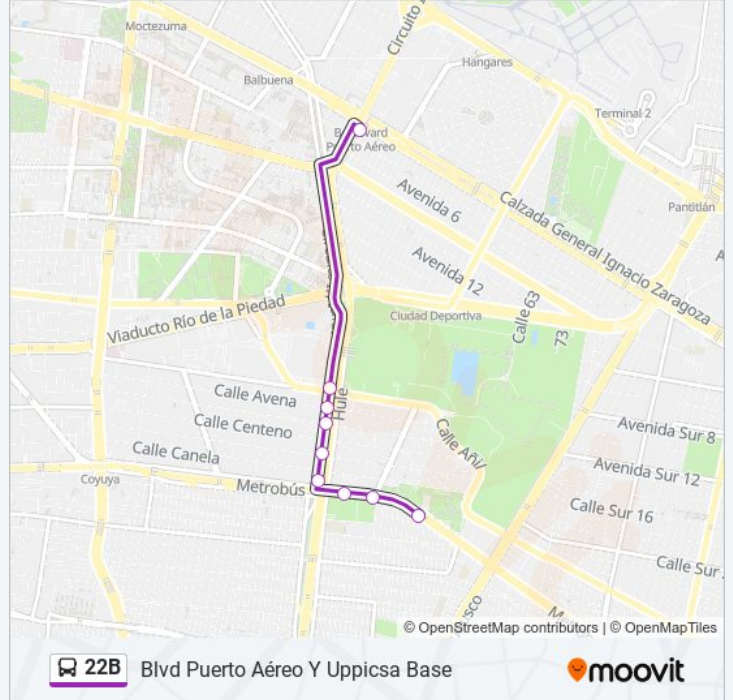 Moctezuma
Circuito
Hangares
Balbuena
Terminal 2
Puerto Aéreo
Avenida 6
Pantitlán
Calzada General Ignacio Zaragoza
Avenida 12
Viaducto Río de la Piedad
Ciudad Deportiva
Calle 63
73
Calle Avena
Hule
Calle Centeno
Avenida Sur 8
Calle Añil
Calle Canela
Avenida Sur 12
Coyuya
Metrobús
Calle Sur 16
Calle Sur
© OpenStreetMap contributors | © OpenMapTiles
22B Blvd Puerto Aéreo Y Uppicsa Base
moovit